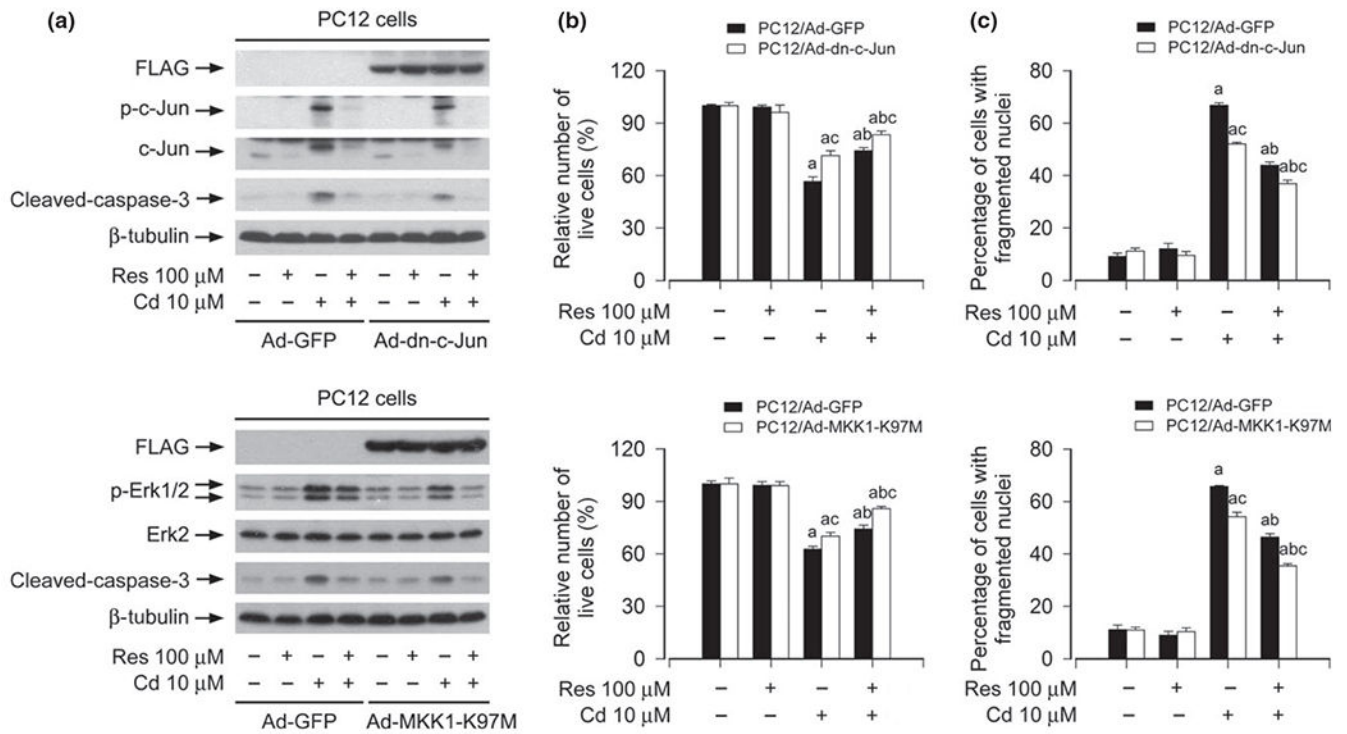 (a)
PC12 cells
FLAG
p-c-Jun
c-Jun
Cleaved-caspase-3
β-tubulin
Res 100 μM – + – + – + – +
Cd 10 μM – – + + – – + +
Ad-GFP Ad-dn-c-Jun
PC12 cells
FLAG
p-Erk1/2
Erk2
Cleaved-caspase-3
β-tubulin
Res 100 μM – + – + – + – +
Cd 10 μM – – + + – – + +
Ad-GFP Ad-MKK1-K97M
(b)
PC12/Ad-GFP
PC12/Ad-dn-c-Jun
Relative number of
live cells (%)
120
90
60
30
0
a ac ab abc
Res 100 μM – + – +
Cd 10 μM – – + +
PC12/Ad-GFP
PC12/Ad-MKK1-K97M
Relative number of
live cells (%)
120
90
60
30
0
a ac ab abc
Res 100 μM – + – +
Cd 10 μM – – + +
(c)
PC12/Ad-GFP
PC12/Ad-dn-c-Jun
Percentage of cells with
fragmented nuclei
80
60
40
20
0
a ac ab abc
Res 100 μM – + – +
Cd 10 μM – – + +
PC12/Ad-GFP
PC12/Ad-MKK1-K97M
Percentage of cells with
fragmented nuclei
80
60
40
20
0
a ac ab abc
Res 100 μM – + – +
Cd 10 μM – – + +